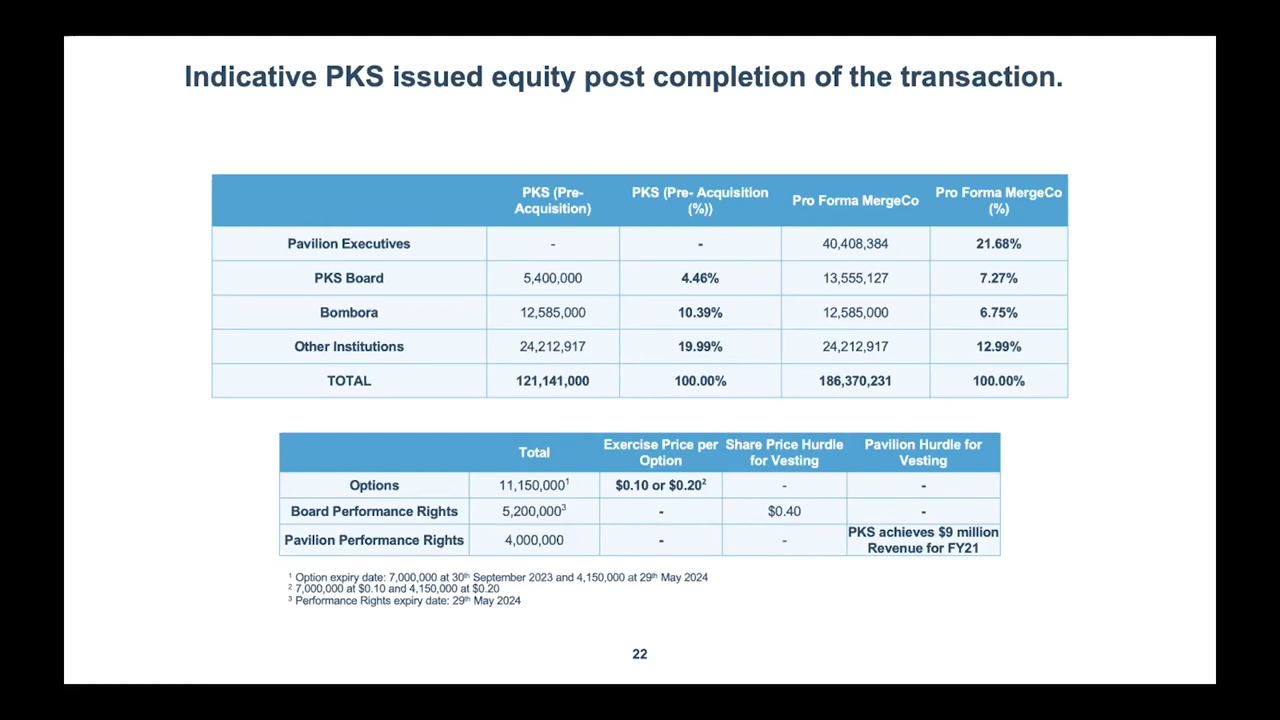 Indicative PKS issued equity post completion of the transaction.
PKS (Pre-Acquisition) PKS (Pre- Acquisition (%)) Pro Forma MergeCo Pro Forma MergeCo (%)
Pavilion Executives - - 40,408,384 21.68%
PKS Board 5,400,000 4.46% 13,555,127 7.27%
Bombora 12,585,000 10.39% 12,585,000 6.75%
Other Institutions 24,212,917 19.99% 24,212,917 12.99%
TOTAL 121,141,000 100.00% 186,370,231 100.00%
Total Exercise Price per Option Share Price Hurdle for Vesting Pavilion Hurdle for Vesting
Options 11,150,000¹ $0.10 or $0.20² - -
Board Performance Rights 5,200,000³ - $0.40 -
Pavilion Performance Rights 4,000,000 - - PKS achieves $9 million Revenue for FY21
¹ Option expiry date: 7,000,000 at 30th September 2023 and 4,150,000 at 29th May 2024
² 7,000,000 at $0.10 and 4,150,000 at $0.20
³ Performance Rights expiry date: 29th May 2024
22